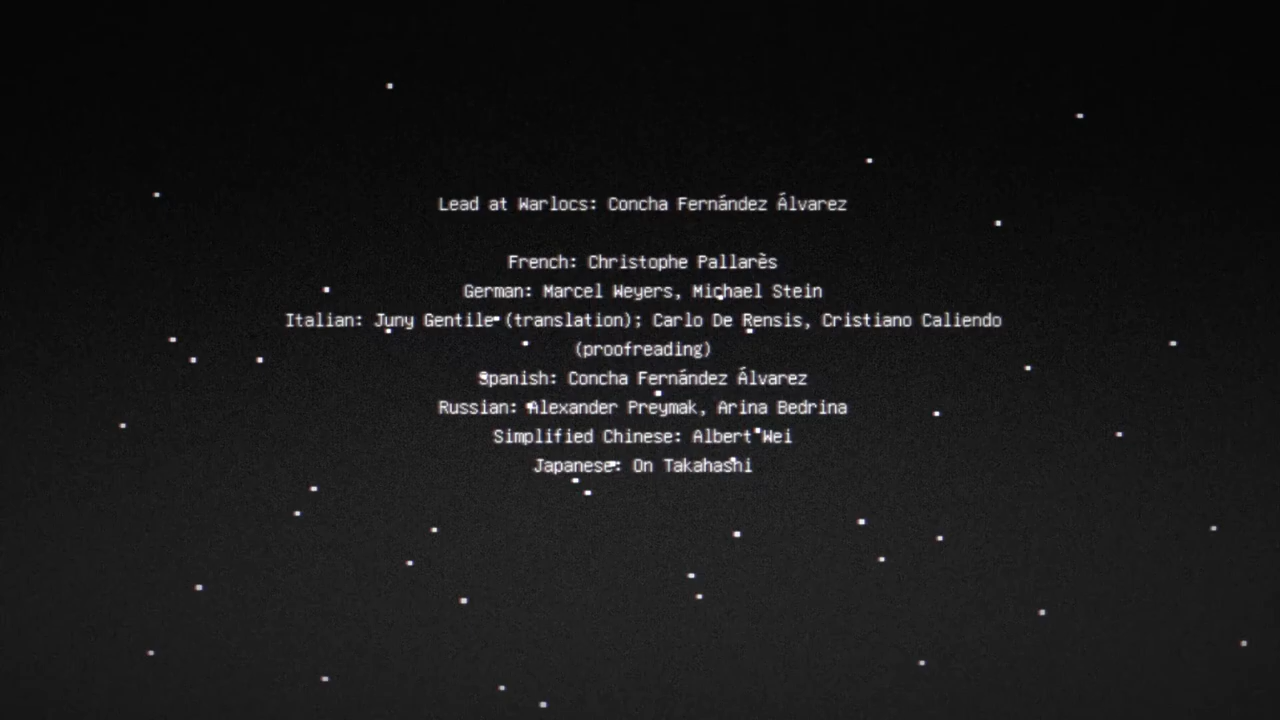 Lead at Warlocs: Concha Fernández Álvarez
French: Christophe Pallarès
German: Marcel Weyers, Michael Stein
Italian: Juny Gentile (translation); Carlo De Rensis, Cristiano Caliendo
(proofreading)
Spanish: Concha Fernández Álvarez
Russian: Alexander Preymak, Arina Bedrina
Simplified Chinese: Albert Wei
Japanese: On Takahashi